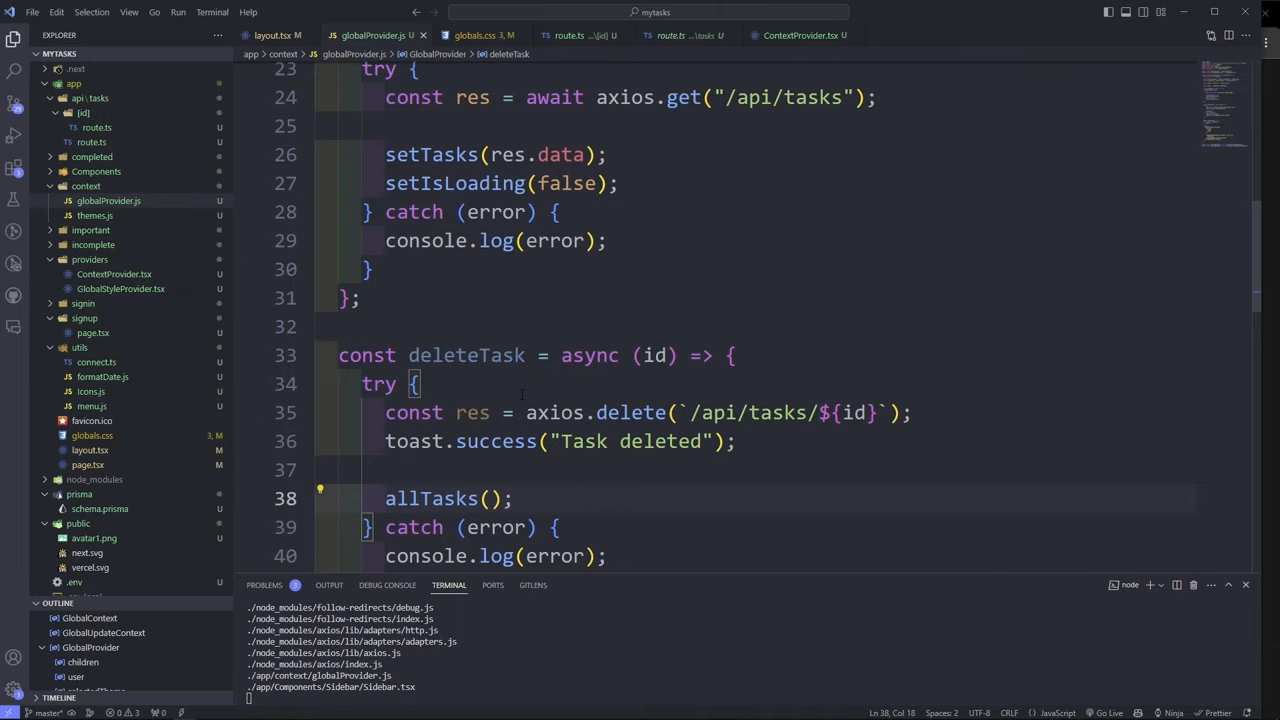 File Edit Selection View Go Run Terminal Help
mytasks
EXPLORER
layout.tsx M
globalProvider.js U
globals.css 3, M
route.ts ...\[id] U
route.ts ...\tasks U
ContextProvider.tsx U
MYTASKS
app > context > globalProvider.js > GlobalProvider > deleteTask
.next
app
api \ tasks
[id]
route.ts U
route.ts U
completed
Components
context
globalProvider.js U
themes.js U
important
incomplete
providers
ContextProvider.tsx U
GlobalStyleProvider.tsx U
signin
signup
page.tsx U
utils
connect.ts U
formatDate.js U
Icons.js U
menu.js U
favicon.ico
globals.css 3, M
layout.tsx M
page.tsx M
node_modules
prisma
schema.prisma U
public
avatar1.png U
next.svg
vercel.svg
.env U
OUTLINE
GlobalContext
GlobalUpdateContext
GlobalProvider
children
user
selectedTheme
TIMELINE
23 try {
24 const res = await axios.get("/api/tasks");
25
26 setTasks(res.data);
27 setIsLoading(false);
28 } catch (error) {
29 console.log(error);
30 }
31 };
32
33 const deleteTask = async (id) => {
34 try {
35 const res = axios.delete(`/api/tasks/${id}`);
36 toast.success("Task deleted");
37
38 allTasks();
39 } catch (error) {
40 console.log(error);
PROBLEMS 3 OUTPUT DEBUG CONSOLE TERMINAL PORTS GITLENS
node
./node_modules/follow-redirects/debug.js
./node_modules/follow-redirects/index.js
./node_modules/axios/lib/adapters/http.js
./node_modules/axios/lib/adapters/adapters.js
./node_modules/axios/lib/axios.js
./node_modules/axios/index.js
./app/context/globalProvider.js
./app/Components/Sidebar/Sidebar.tsx
master* 0 3 0 Ln 38, Col 18 Spaces: 2 UTF-8 CRLF JavaScript Go Live Ninja Prettier